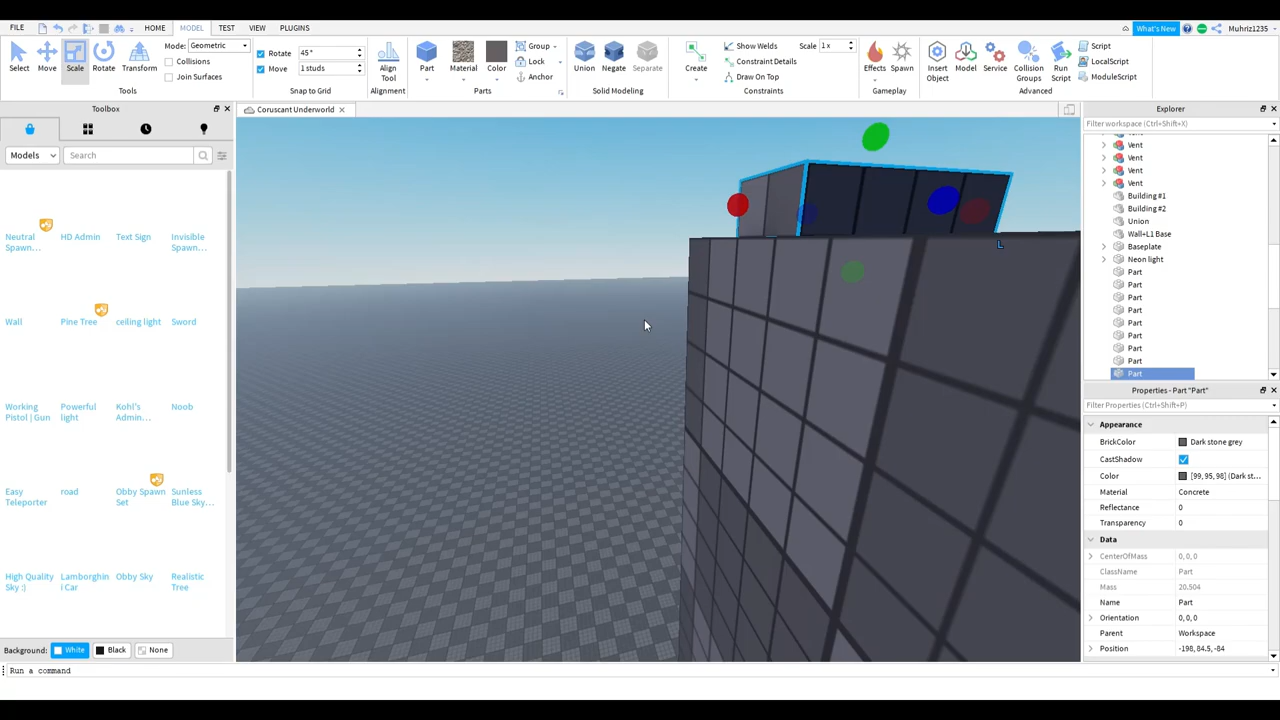 FILE HOME MODEL TEST VIEW PLUGINS What's New Muhriz1235
Mode: Geometric
Collisions
Join Surfaces
Select Move Scale Rotate Transform
Tools
Rotate 45°
Move 1 studs
Snap to Grid
Align Tool
Alignment
Part Material Color
Group
Lock
Anchor
Parts
Union Negate Separate
Solid Modeling
Create
Show Welds
Constraint Details
Draw On Top
Scale 1 x
Constraints
Effects Spawn
Gameplay
Insert Object
Model
Service
Collision Groups
Run Script
Script
LocalScript
ModuleScript
Advanced
Toolbox
Models
Search
Neutral Spawn...
HD Admin
Text Sign
Invisible Spawn...
Wall
Pine Tree
ceiling light
Sword
Working Pistol | Gun
Powerful light
Kohl's Admin...
Noob
Easy Teleporter
road
Obby Spawn Set
Sunless Blue Sky...
High Quality Sky :)
Lamborghin i Car
Obby Sky
Realistic Tree
Background: White Black None
Run a command
Coruscant Underworld
L
Explorer
Filter workspace (Ctrl+Shift+X)
Vent
Vent
Vent
Vent
Building #1
Building #2
Union
Wall+L1 Base
Baseplate
Neon light
Part
Part
Part
Part
Part
Part
Part
Part
Part
Properties - Part "Part"
Filter Properties (Ctrl+Shift+P)
Appearance
BrickColor Dark stone grey
CastShadow
Color [99, 95, 98] (Dark st...
Material Concrete
Reflectance 0
Transparency 0
Data
CenterOfMass 0, 0, 0
ClassName Part
Mass 20.504
Name Part
Orientation 0, 0, 0
Parent Workspace
Position -198, 84.5, -84